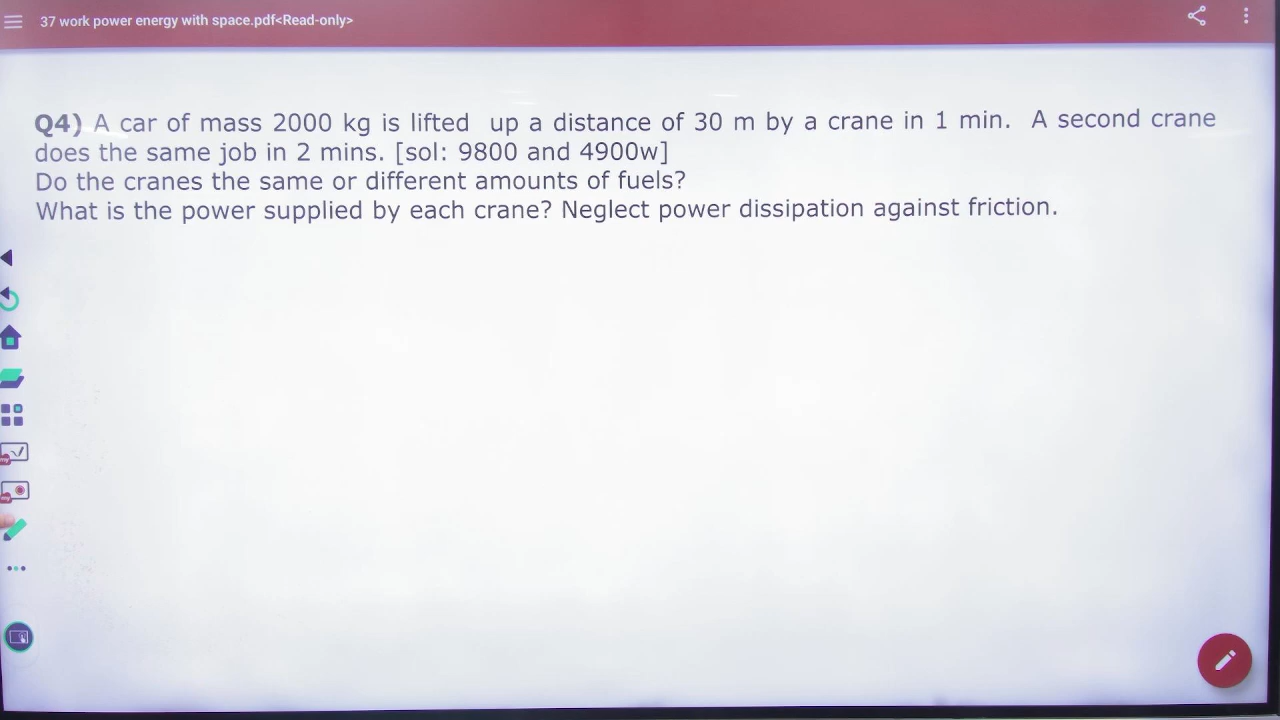 37 work power energy with space.pdf<Read-only>
Q4) A car of mass 2000 kg is lifted up a distance of 30 m by a crane in 1 min. A second crane
does the same job in 2 mins. [sol: 9800 and 4900w]
Do the cranes the same or different amounts of fuels?
What is the power supplied by each crane? Neglect power dissipation against friction.